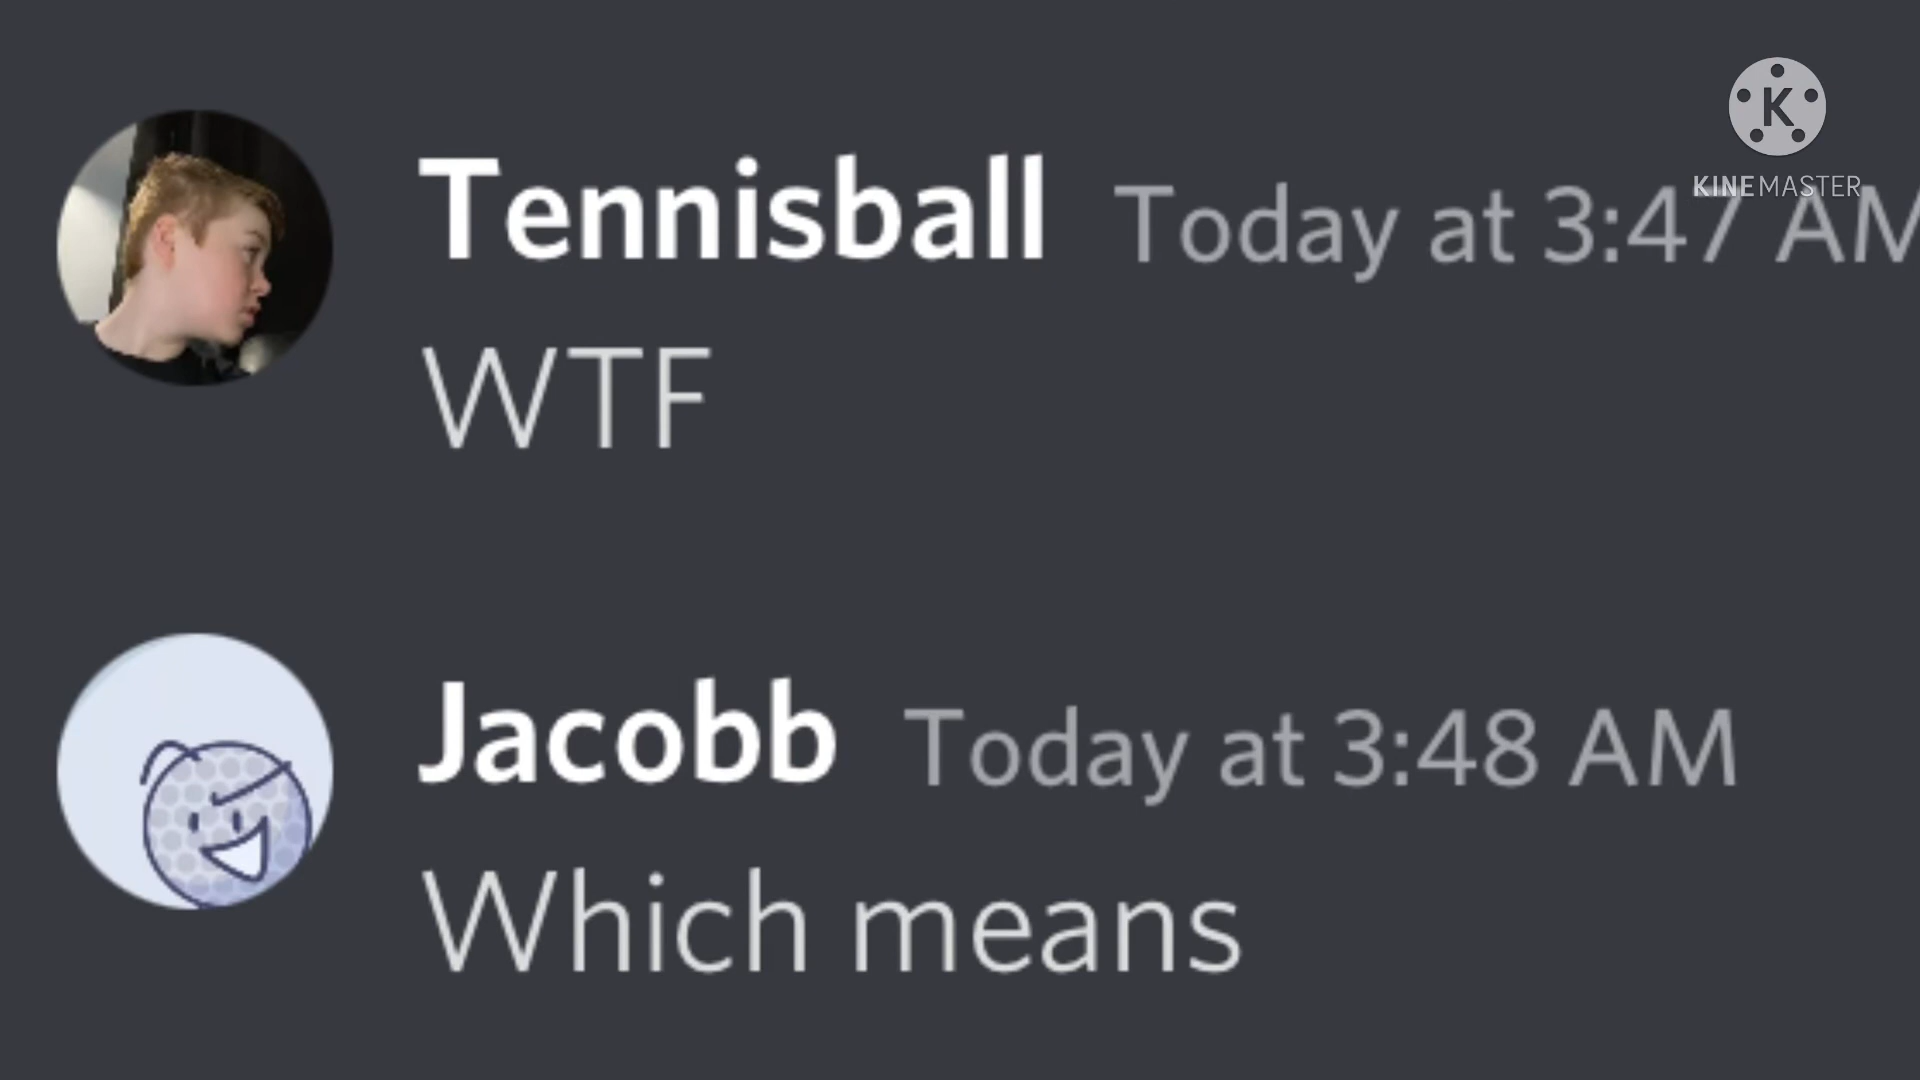 K
KINEMASTER
Tennisball Today at 3:47 AM
WTF
Jacobb Today at 3:48 AM
Which means